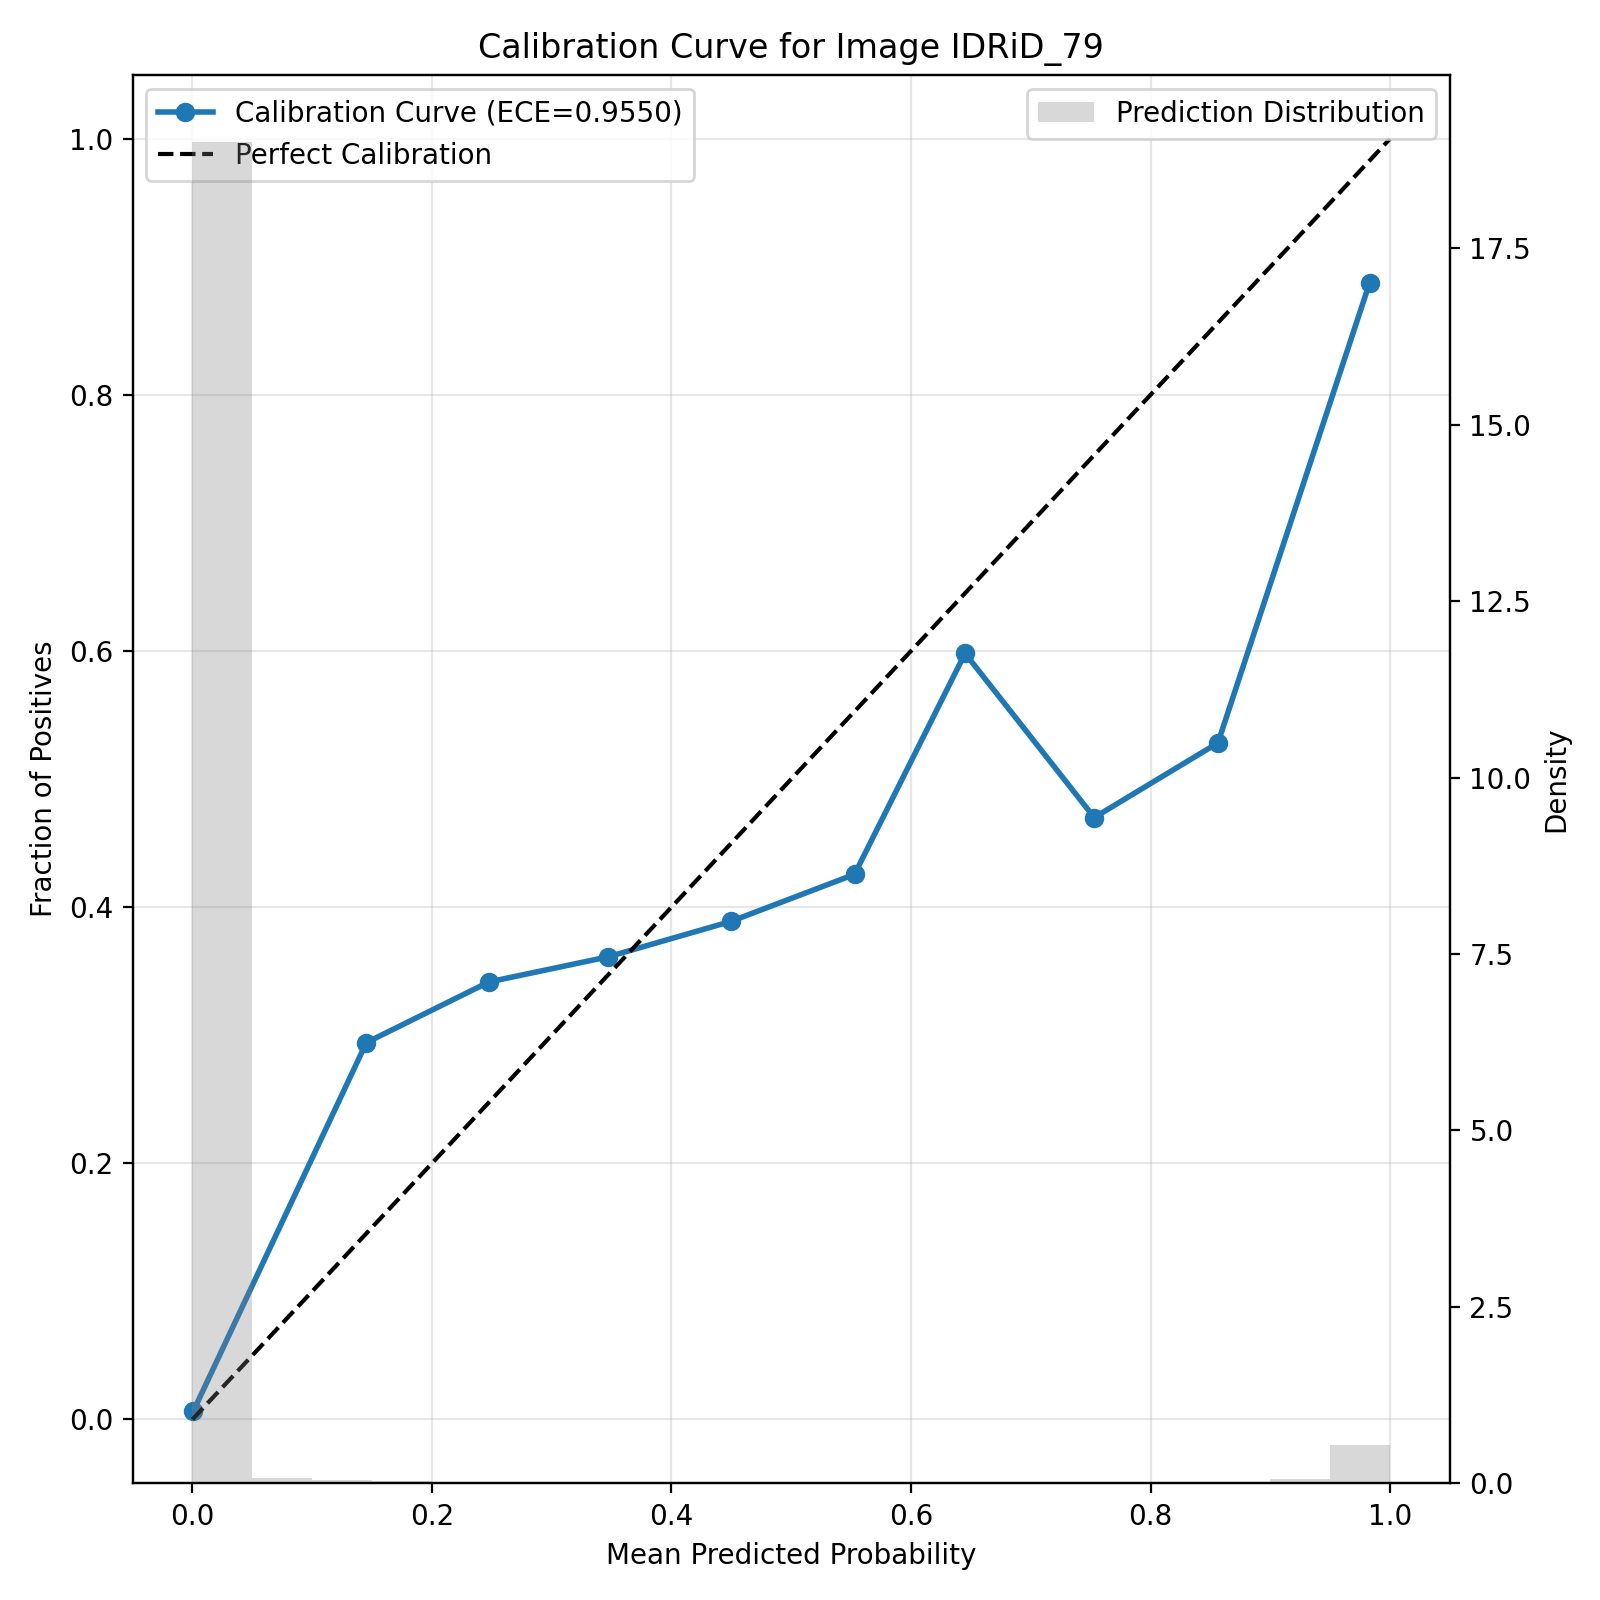 Calibration Curve for Image IDRiD_79
Calibration Curve (ECE=0.9550)
Perfect Calibration
Prediction Distribution
1.0
0.8
0.6
0.4
0.2
0.0
Fraction of Positives
17.5
15.0
12.5
10.0
7.5
5.0
2.5
0.0
Density
0.0 0.2 0.4 0.6 0.8 1.0
Mean Predicted Probability